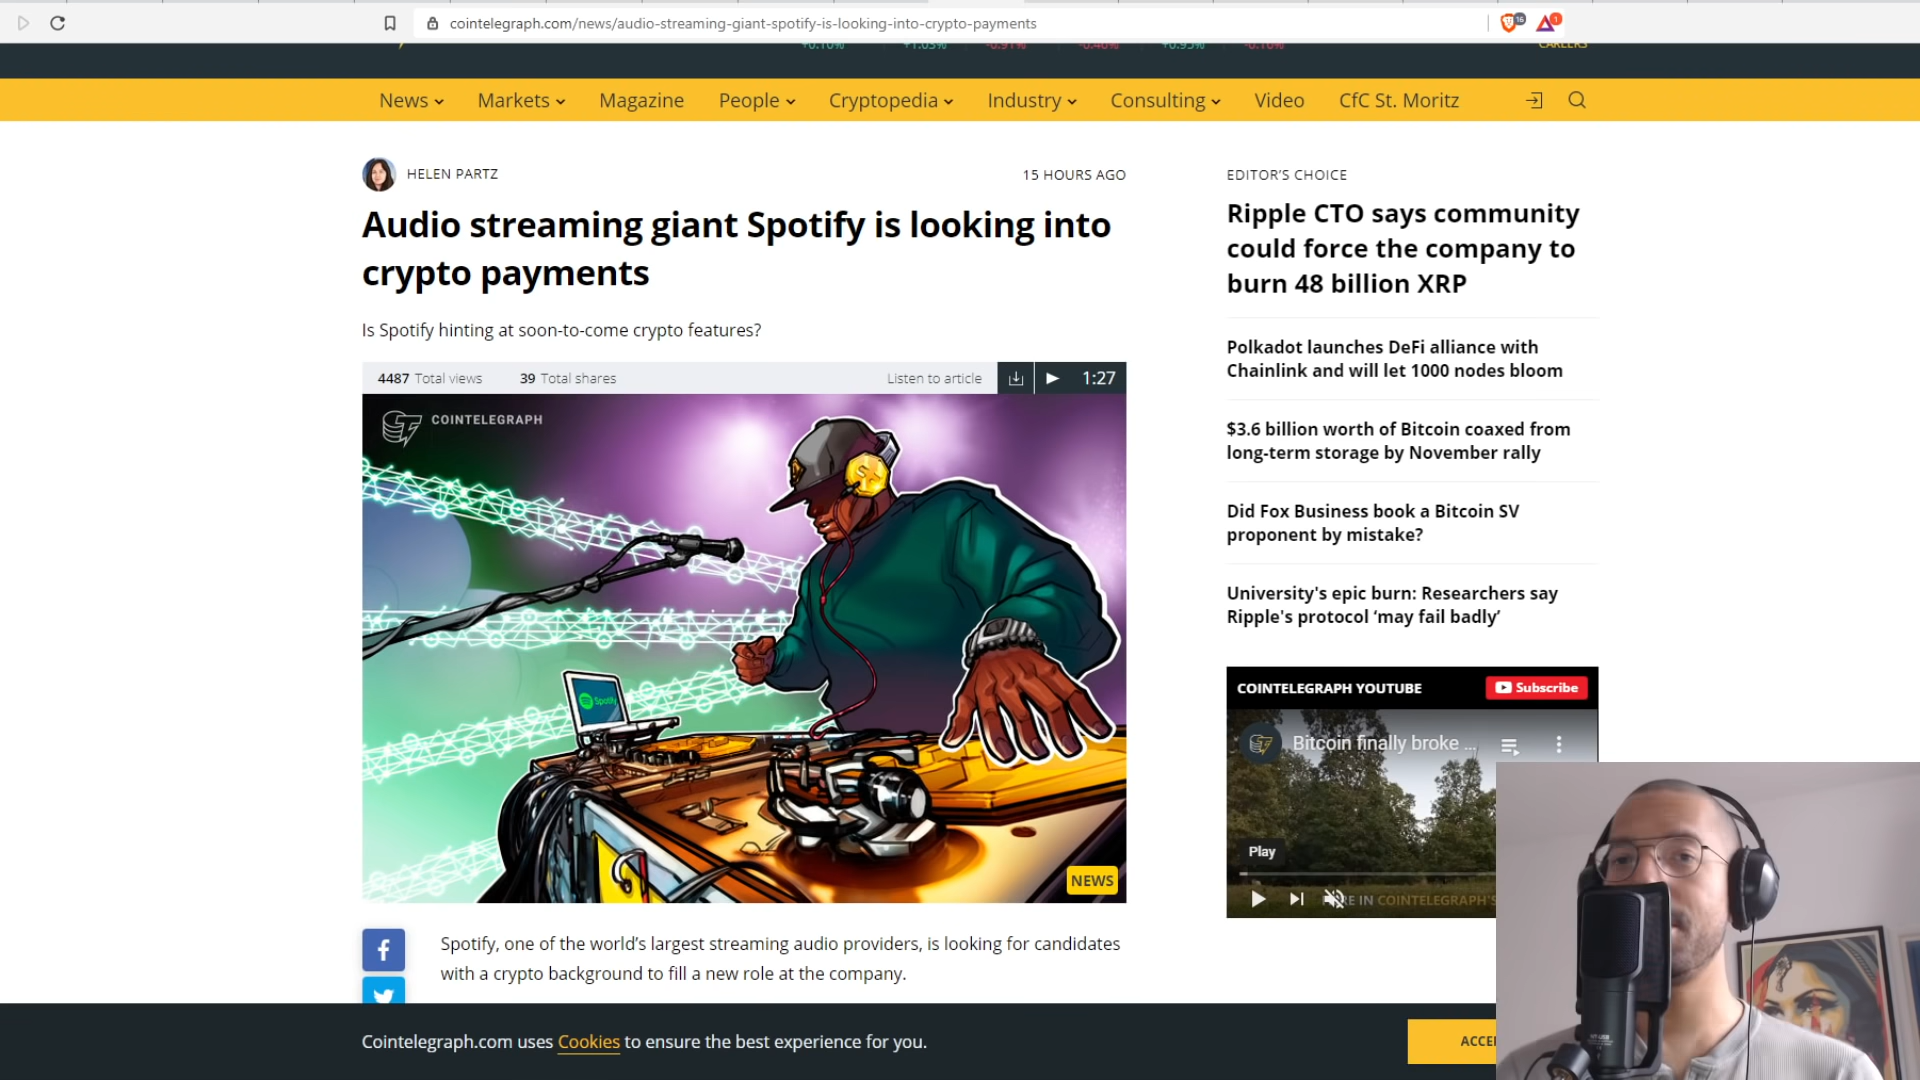 cointelegraph.com/news/audio-streaming-giant-spotify-is-looking-into-crypto-payments
16
1
CAREERS
News Markets Magazine People Cryptopedia Industry Consulting Video CfC St. Moritz
HELEN PARTZ
15 HOURS AGO
Audio streaming giant Spotify is looking into
crypto payments
Is Spotify hinting at soon-to-come crypto features?
4487 Total views 39 Total shares Listen to article 1:27
COINTELEGRAPH
Spotify
NEWS
Spotify, one of the world’s largest streaming audio providers, is looking for candidates
with a crypto background to fill a new role at the company.
EDITOR’S CHOICE
Ripple CTO says community
could force the company to
burn 48 billion XRP
Polkadot launches DeFi alliance with
Chainlink and will let 1000 nodes bloom
$3.6 billion worth of Bitcoin coaxed from
long-term storage by November rally
Did Fox Business book a Bitcoin SV
proponent by mistake?
University's epic burn: Researchers say
Ripple's protocol ‘may fail badly’
COINTELEGRAPH YOUTUBE
Subscribe
Bitcoin finally broke ...
Play
IN COINTELEGRAPH'S
Cointelegraph.com uses Cookies to ensure the best experience for you.
ACCE